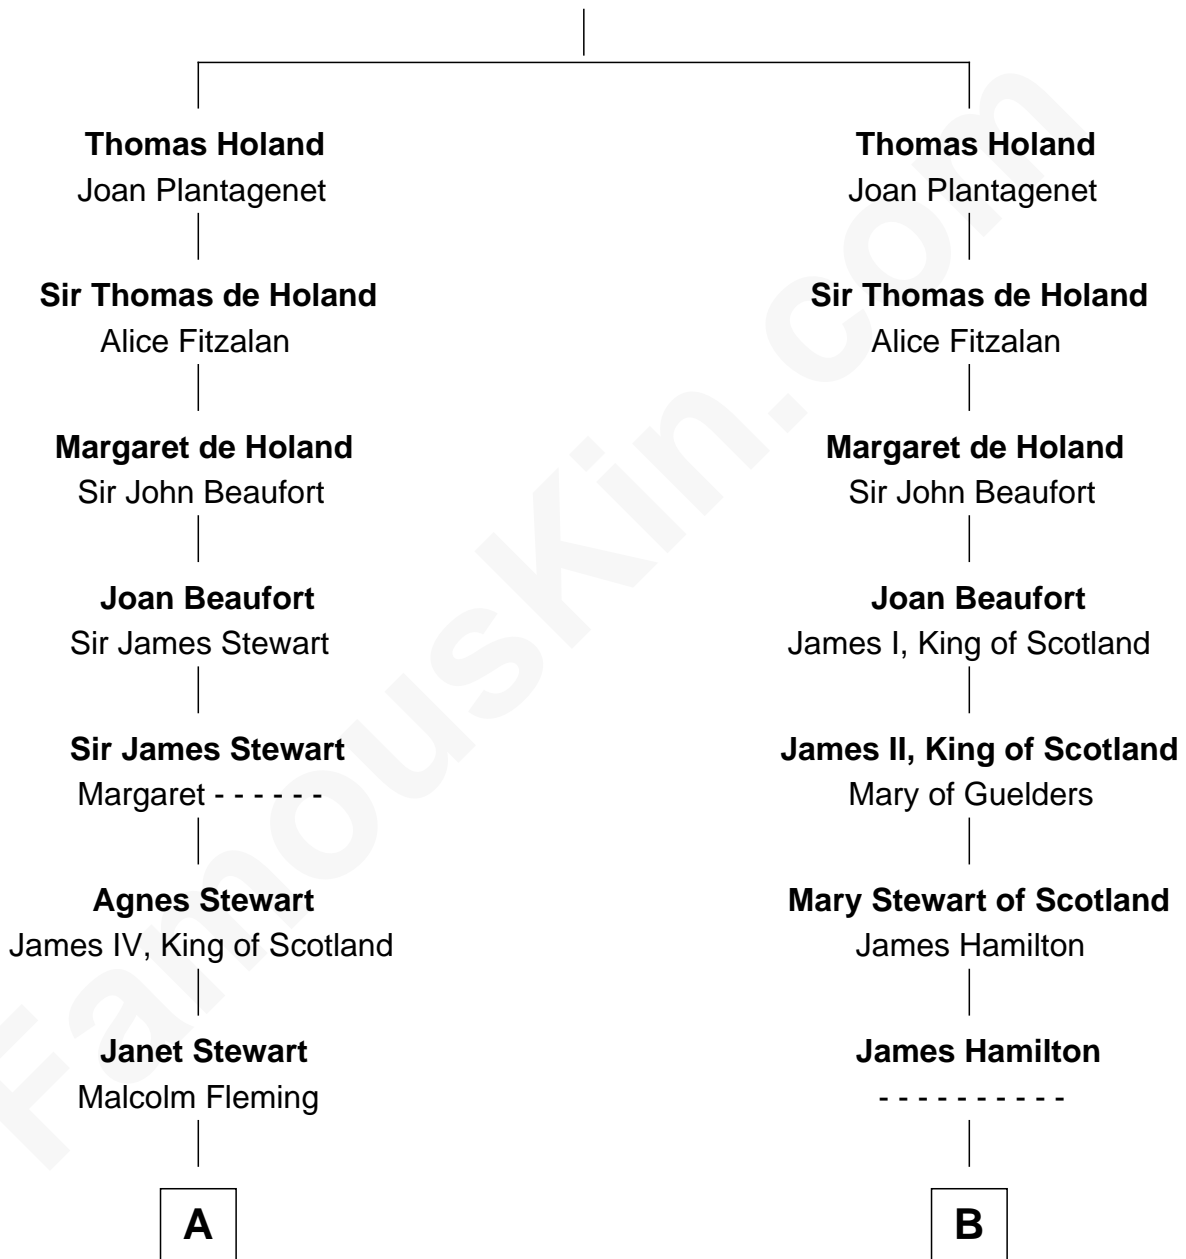 Thomas Holand
Joan Plantagenet
Sir Thomas de Holand
Alice Fitzalan
Margaret de Holand
Sir John Beaufort
Joan Beaufort
Sir James Stewart
Sir James Stewart
Margaret - - - - - -
Agnes Stewart
James IV, King of Scotland
Janet Stewart
Malcolm Fleming
A
Thomas Holand
Joan Plantagenet
Sir Thomas de Holand
Alice Fitzalan
Margaret de Holand
Sir John Beaufort
Joan Beaufort
James I, King of Scotland
James II, King of Scotland
Mary of Guelders
Mary Stewart of Scotland
James Hamilton
James Hamilton
- - - - - - - - - -
B
FamousKin.com